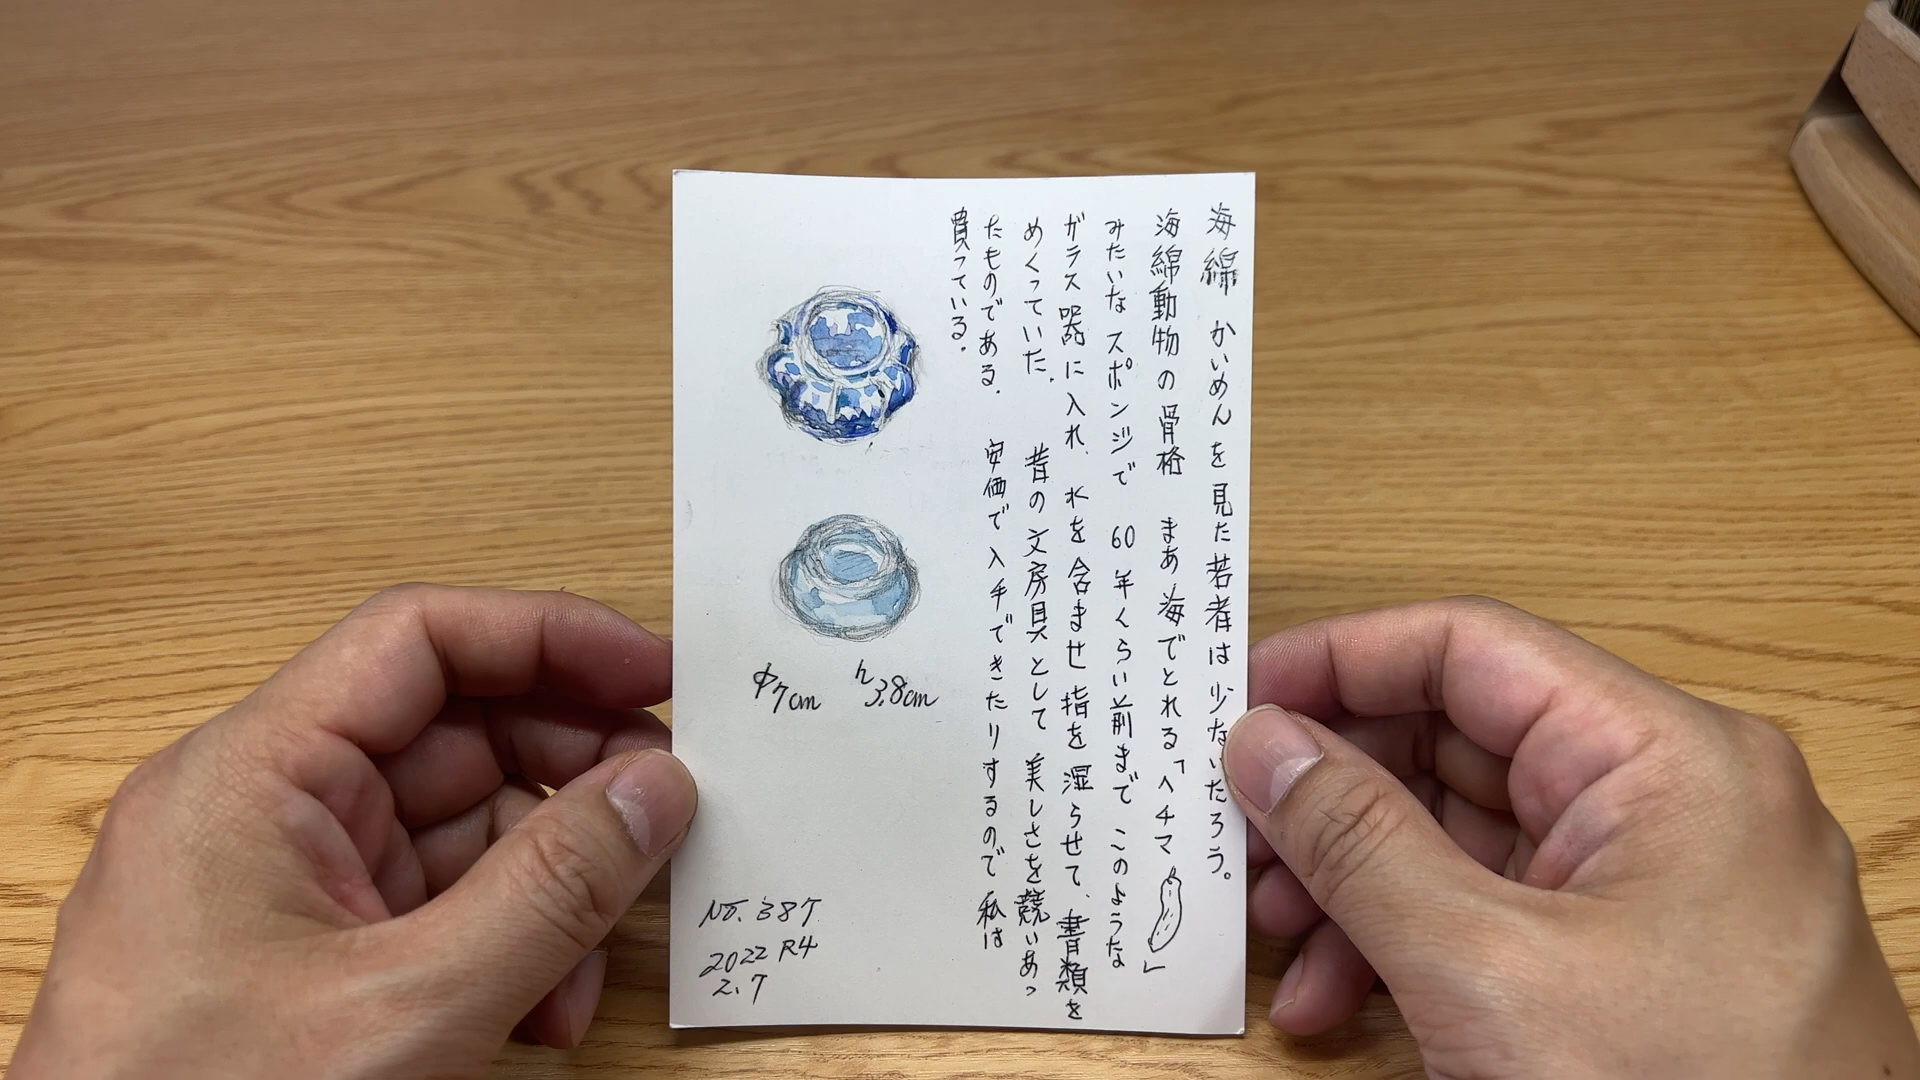 海綿 かいめんを見た若者は少ないだろう。
海綿動物の骨格 まあ海でとれる「ヘチマ」
みたいなスポンジで 60年くらい前までこのような
ガラス器に入れ、水を含ませ指を湿らせて、書類を
めくっていた。 昔の文房具として美しさを競いあっ
たものである。 安価で入手できたりするので私は
買っている。
φ7cm h3.8cm
No.387
2022 R4
2.7